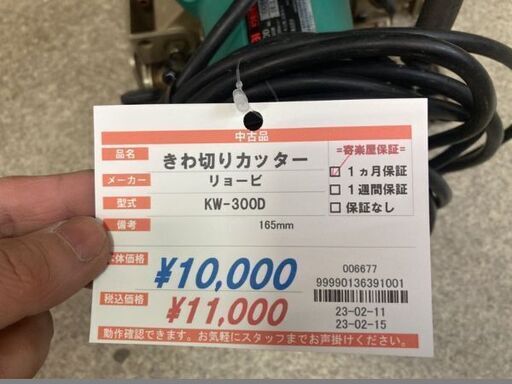 中古品
品名 きわ切りカッター
メーカー リョービ
型式 KW-300D
備考 165mm
=寄楽屋保証=
1ヵ月保証
1週間保証
保証なし
体価格 ¥10,000
税込価格 ¥11,000
006677
99990136391001
23-02-11
23-02-15
動作確認できます。お気軽にスタッフまでお声掛けください。